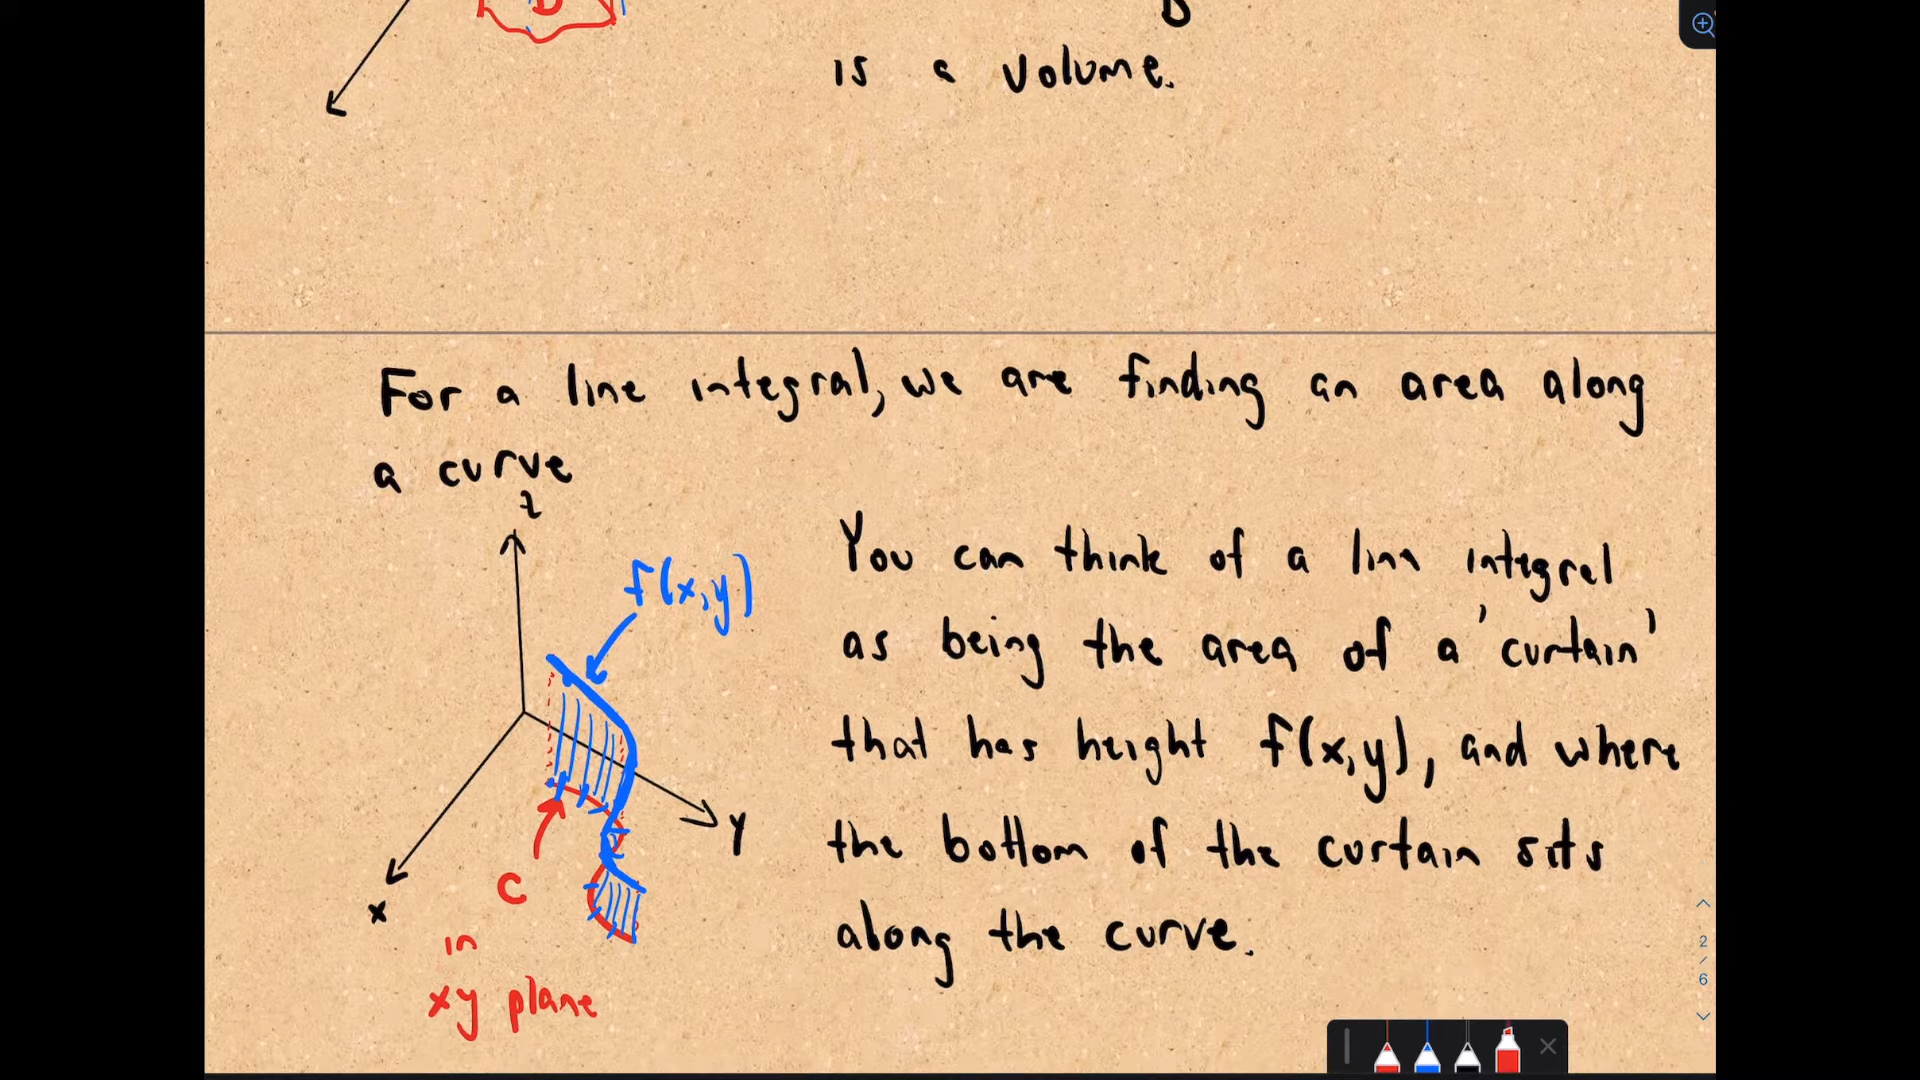 D
D
is a volume.
For a line integral, we are finding an area along
a curve
z
f(x,y)
y
x
C
in
xy plane
You can think of a line integral
as being the area of a 'curtain'
that has height f(x,y), and where
the bottom of the curtain sits
along the curve.
2
/
6